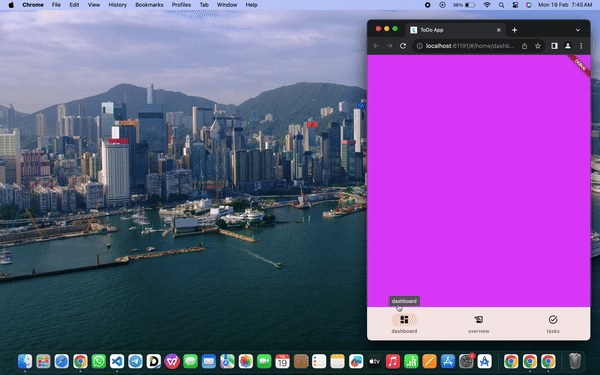 Chrome File Edit View History Bookmarks Profiles Tab Window Help
38% Mon 19 Feb 7:45 AM
ToDo App
localhost:61191/#/home/dashb...
DEBUG
dashboard
dashboard overview tasks